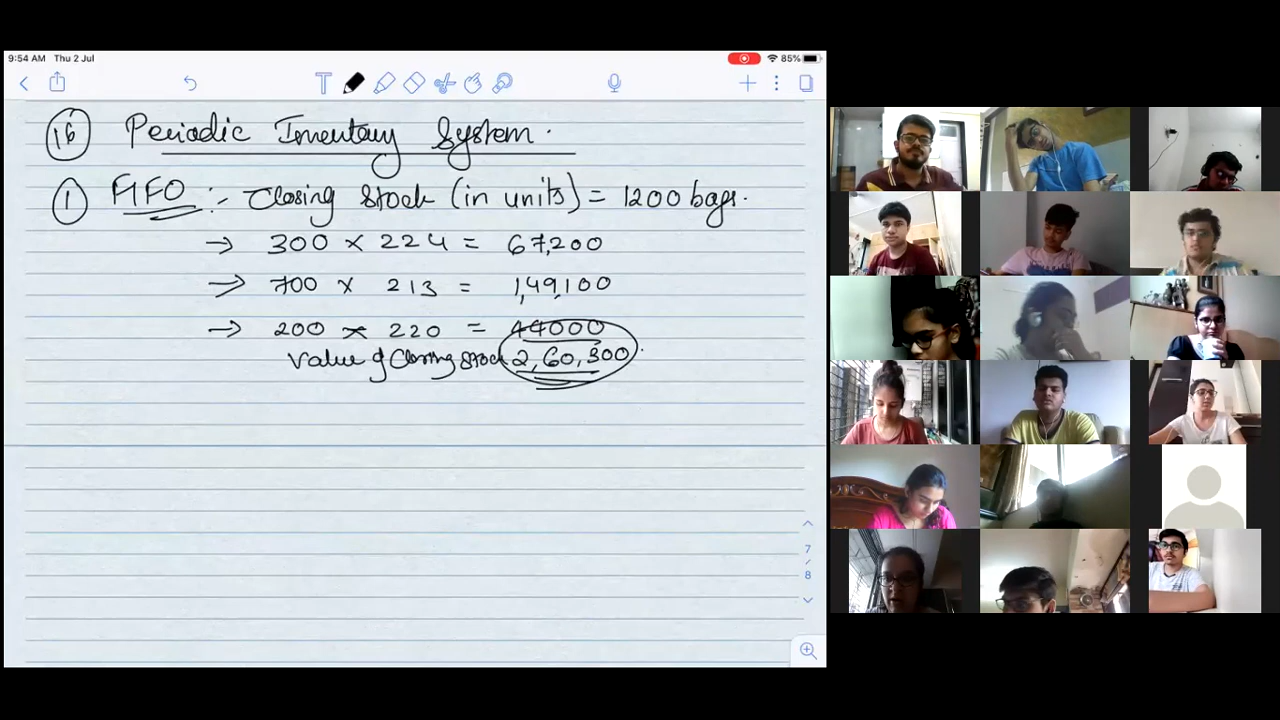 9:54 AM Thu 2 Jul
85%
T
16 Periodic Inventory System.
1 FIFO :- Closing Stock (in units) = 1200 bags.
→ 300 × 224 = 67,200
→ 700 × 213 = 1,49,100
→ 200 × 220 = 44000
Value of Closing Stock 2,60,300
7
/
8